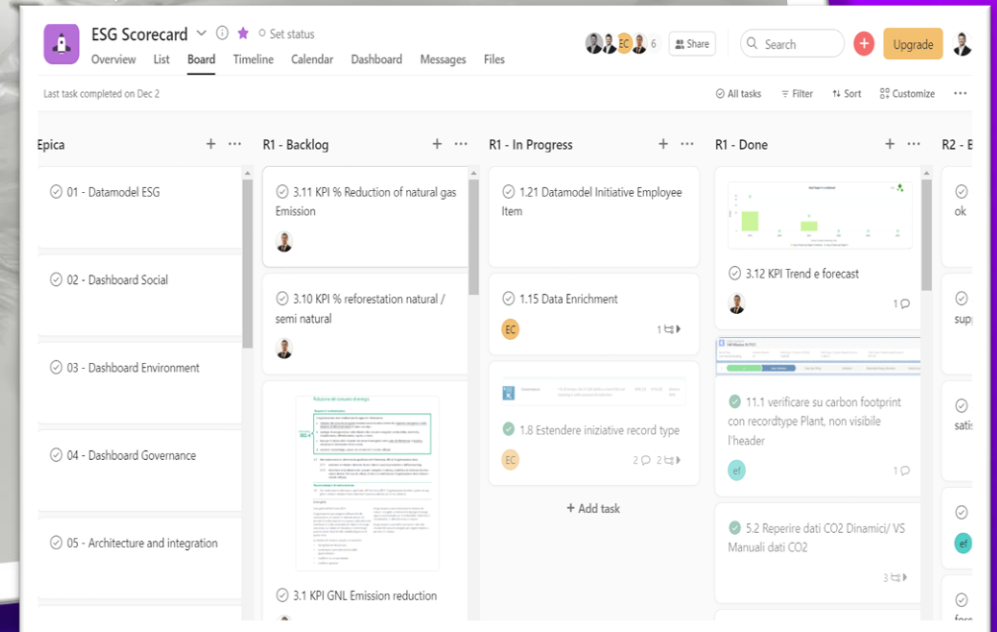 ESG Scorecard
Set status
EC
6
Share
Search
Upgrade
Overview List Board Timeline Calendar Dashboard Messages Files
Last task completed on Dec 2
All tasks Filter Sort Customize
Epica
01 - Datamodel ESG
02 - Dashboard Social
03 - Dashboard Environment
04 - Dashboard Governance
05 - Architecture and integration
R1 - Backlog
3.11 KPI % Reduction of natural gas
Emission
3.10 KPI % reforestation natural /
semi natural
3.1 KPI GNL Emission reduction
R1 - In Progress
1.21 Datamodel Initiative Employee
Item
1.15 Data Enrichment
EC
1
1.8 Estendere iniziative record type
EC
2 2
+ Add task
R1 - Done
3.12 KPI Trend e forecast
1
11.1 verificare su carbon footprint
con recordtype Plant, non visibile
l'header
ef
1
5.2 Reperire dati CO2 Dinamici/ VS
Manuali dati CO2
3
R2 -
ok
ef